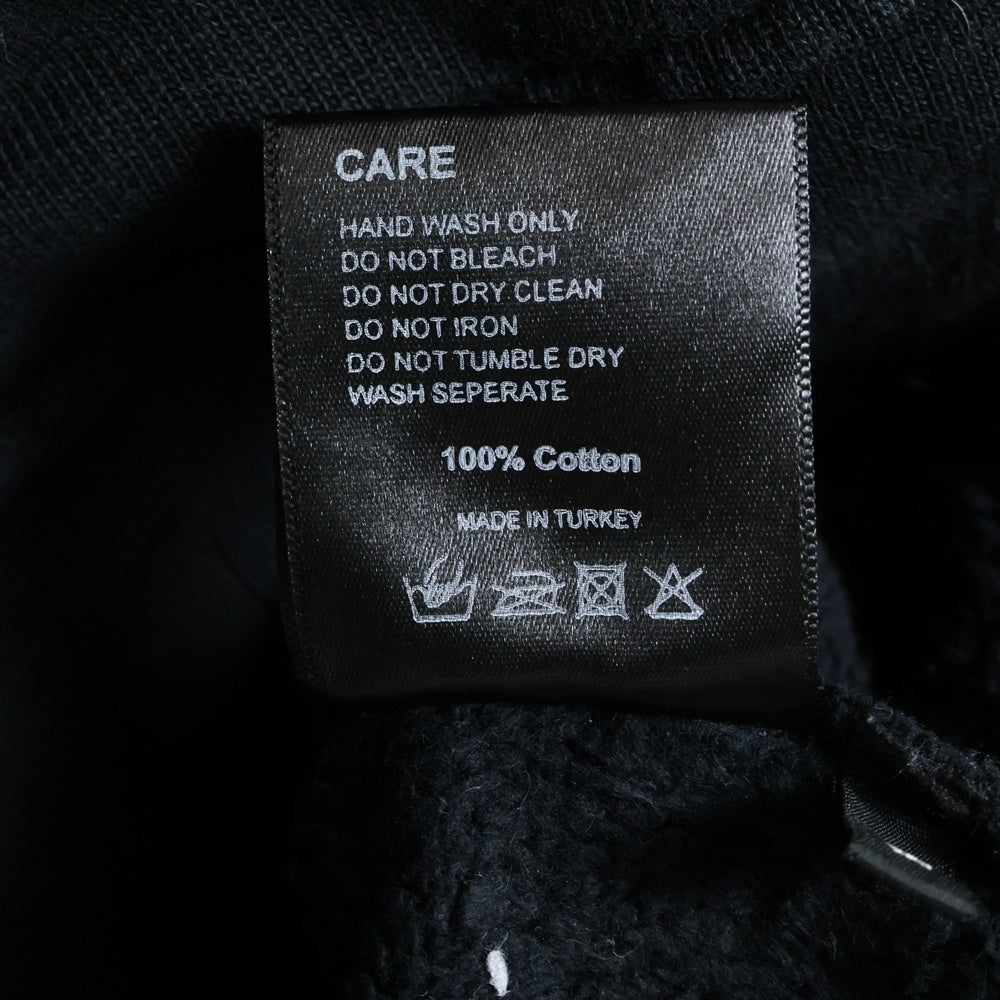 CARE
HAND WASH ONLY
DO NOT BLEACH
DO NOT DRY CLEAN
DO NOT IRON
DO NOT TUMBLE DRY
WASH SEPERATE
100% Cotton
MADE IN TURKEY